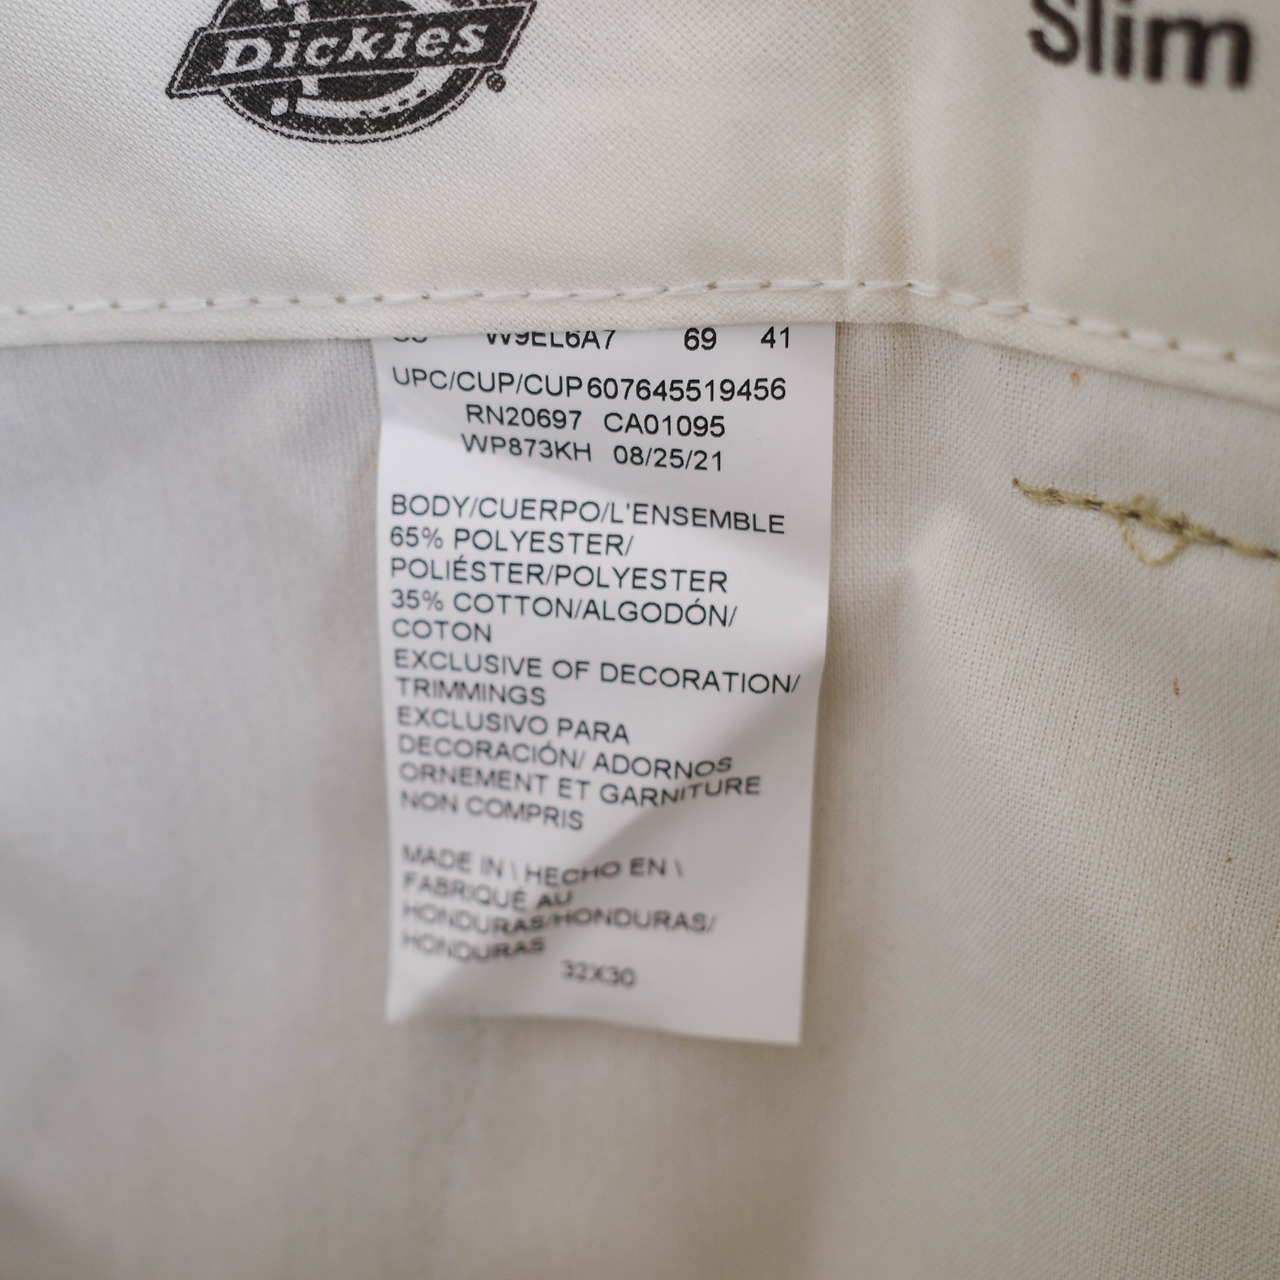 Dickies®
Slim
W9EL6A7 69 41
UPC/CUP/CUP607645519456
RN20697 CA01095
WP873KH 08/25/21
BODY/CUERPO/L'ENSEMBLE
65% POLYESTER/
POLIÉSTER/POLYESTER
35% COTTON/ALGODÓN/
COTON
EXCLUSIVE OF DECORATION/
TRIMMINGS
EXCLUSIVO PARA
DECORACIÓN/ ADORNOS
ORNEMENT ET GARNITURE
NON COMPRIS
MADE IN \ HECHO EN \
FABRIQUÉ AU
HONDURAS/HONDURAS/
HONDURAS
32X30